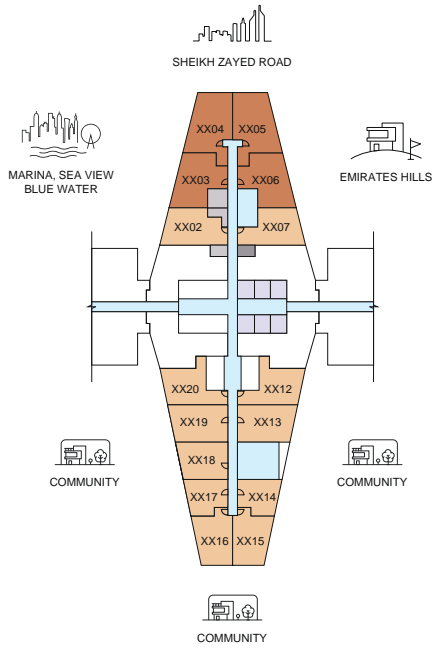 SHEIKH ZAYED ROAD
MARINA, SEA VIEW
BLUE WATER
EMIRATES HILLS
XX04
XX05
XX03
XX06
XX02
XX07
XX20
XX12
XX19
XX13
XX18
XX17
XX14
XX16
XX15
COMMUNITY
COMMUNITY
COMMUNITY